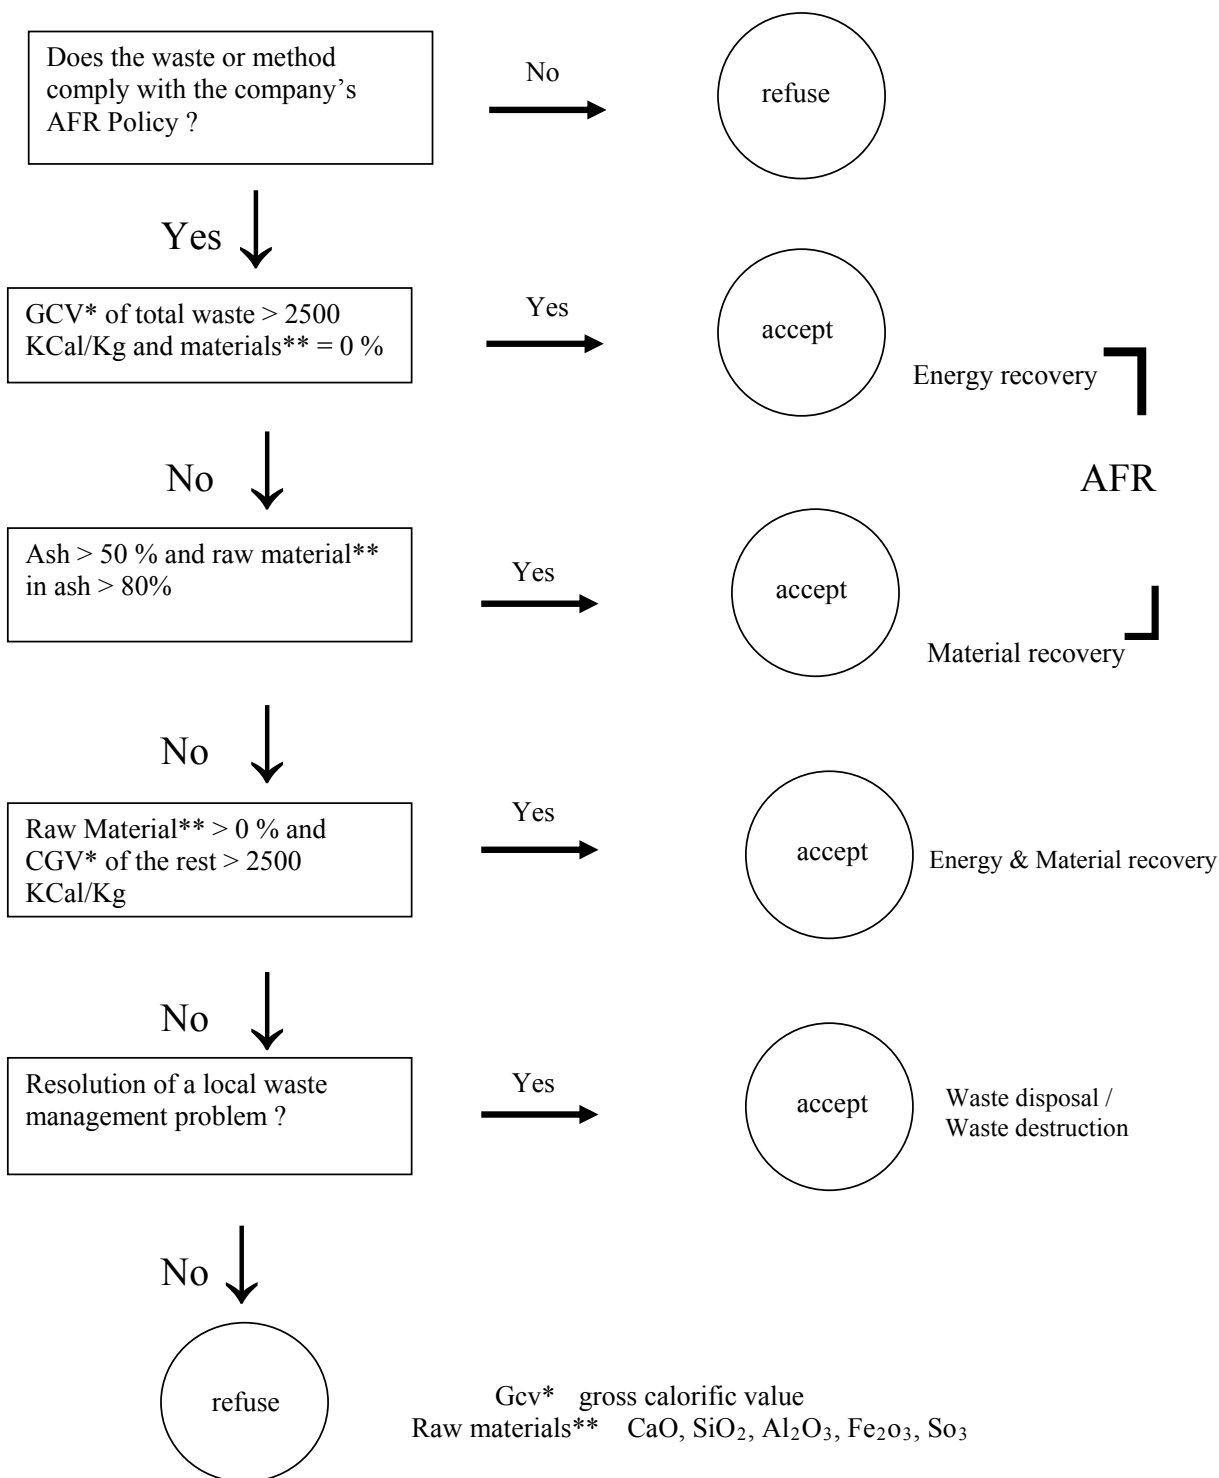 Does the waste or method
comply with the company’s
AFR Policy ?
No
refuse
Yes
GCV* of total waste > 2500
KCal/Kg and materials** = 0 %
Yes
accept
Energy recovery
No
AFR
Ash > 50 % and raw material**
in ash > 80%
Yes
accept
Material recovery
No
Raw Material** > 0 % and
CGV* of the rest > 2500
KCal/Kg
Yes
accept
Energy & Material recovery
No
Resolution of a local waste
management problem ?
Yes
accept
Waste disposal /
Waste destruction
No
refuse
Gcv* gross calorific value
Raw materials** CaO, SiO₂, Al₂O₃, Fe₂o₃, So₃